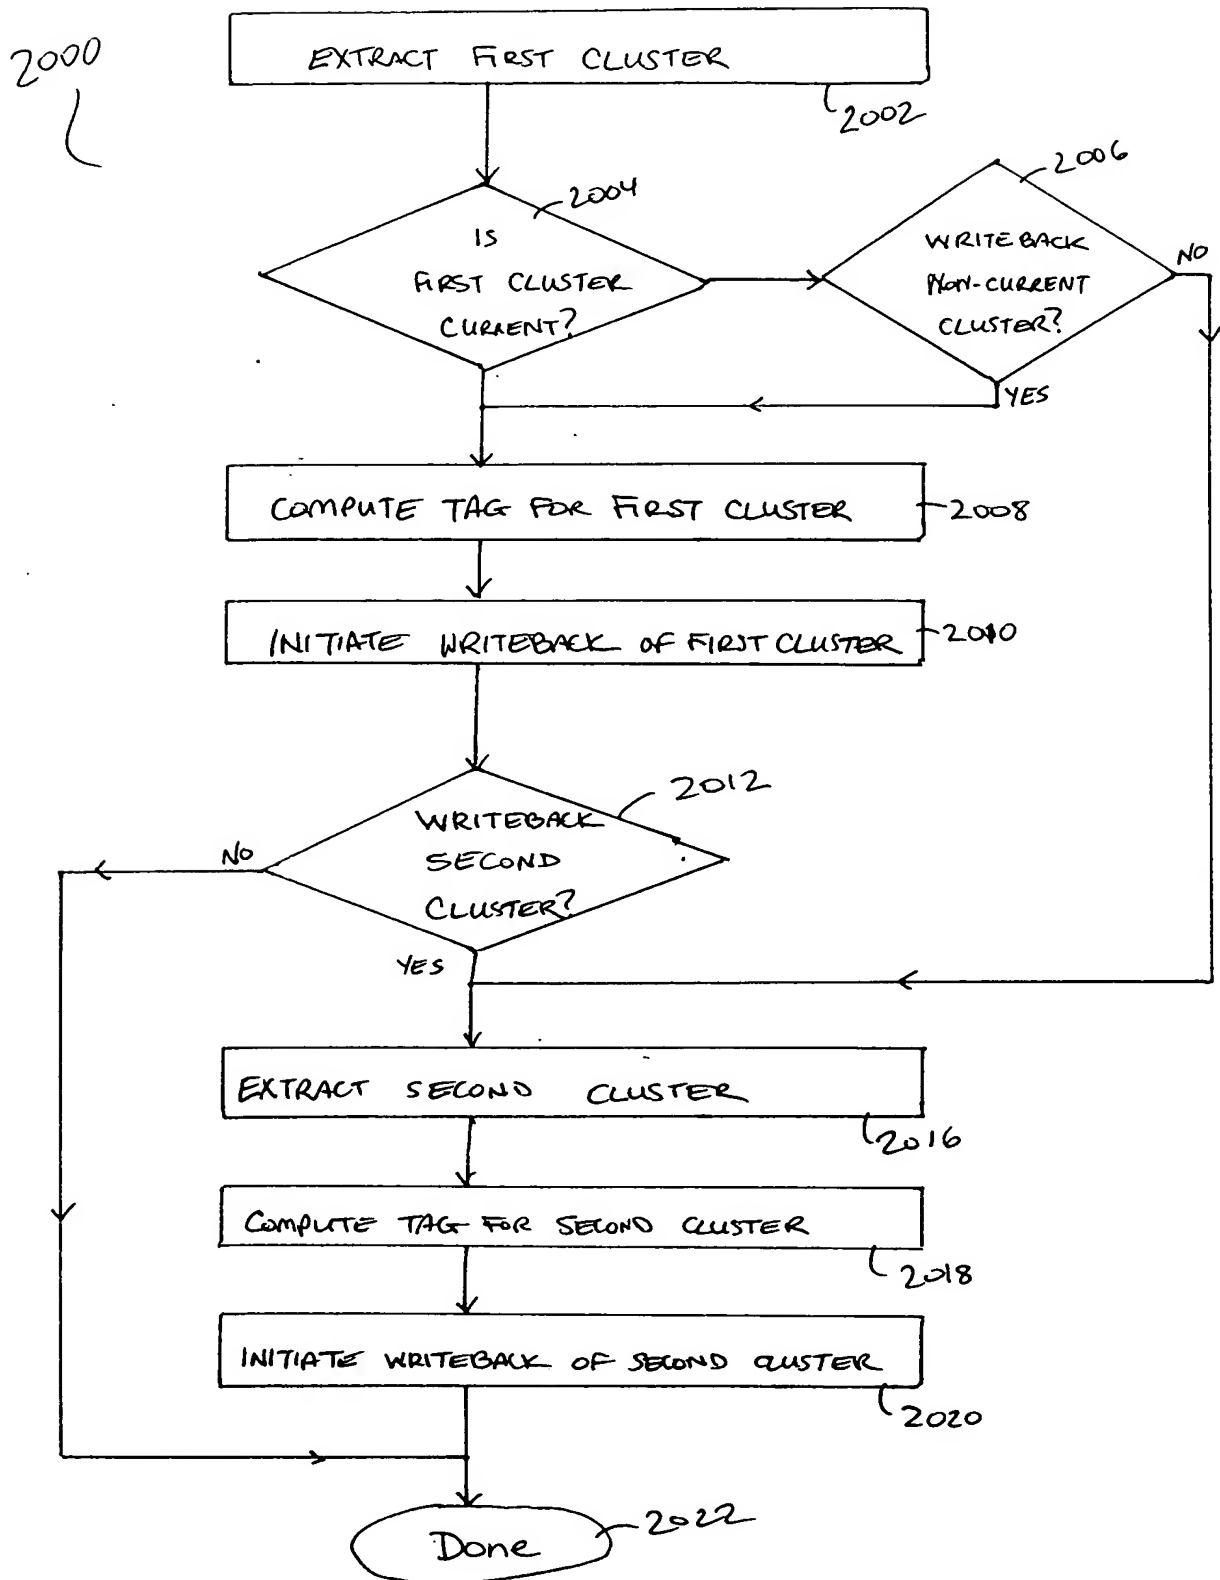 2000
EXTRACT FIRST CLUSTER
2002
2004
IS
FIRST CLUSTER
CURRENT?
2006
WRITEBACK
NON-CURRENT
CLUSTER?
NO
YES
COMPUTE TAG FOR FIRST CLUSTER
2008
INITIATE WRITEBACK OF FIRST CLUSTER
2010
2012
WRITEBACK
SECOND
CLUSTER?
NO
YES
EXTRACT SECOND CLUSTER
2016
COMPUTE TAG FOR SECOND CLUSTER
2018
INITIATE WRITEBACK OF SECOND CLUSTER
2020
Done
2022